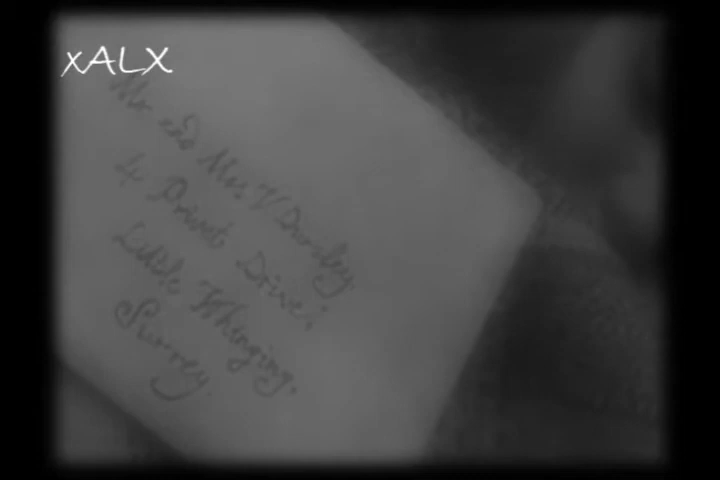 xALX
Mr and Mrs V Dursley
4 Privet Drive,
Little Whinging,
Surrey.